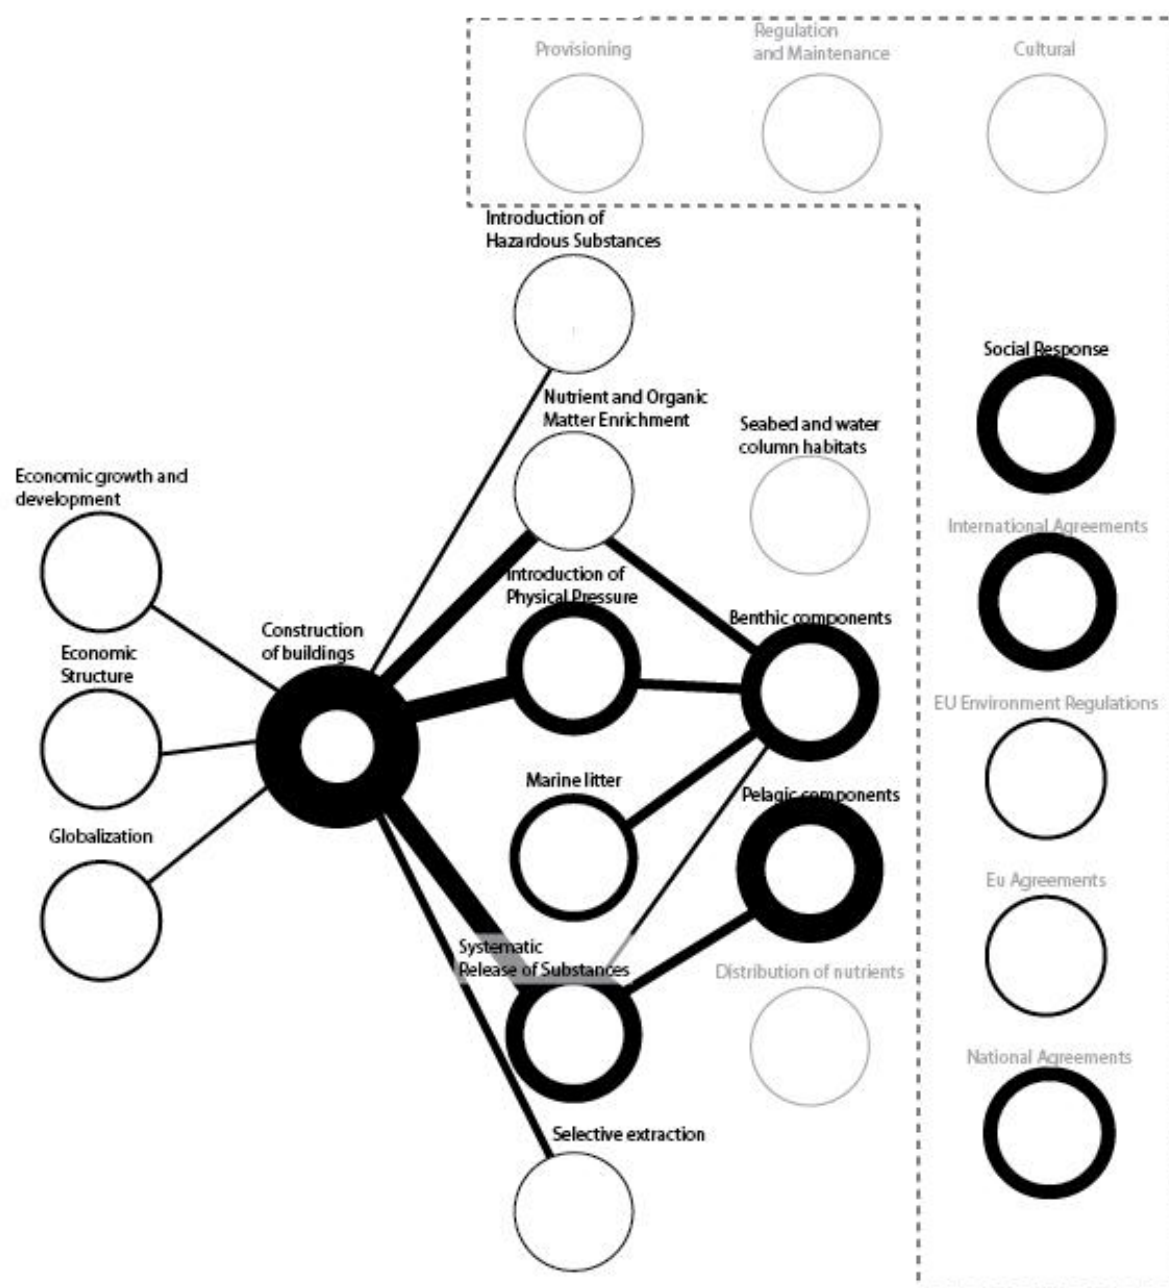 Provisioning
Regulation
and Maintenance
Cultural
Introduction of
Hazardous Substances
Social Response
Nutrient and Organic
Matter Enrichment
Seabed and water
column habitats
Economic growth and
development
International Agreements
Introduction of
Physical Pressure
Benthic components
Construction
of buildings
Economic
Structure
EU Environment Regulations
Marine litter
Pelagic components
Globalization
Eu Agreements
Systematic
Release of Substances
Distribution of nutrients
National Agreements
Selective extraction